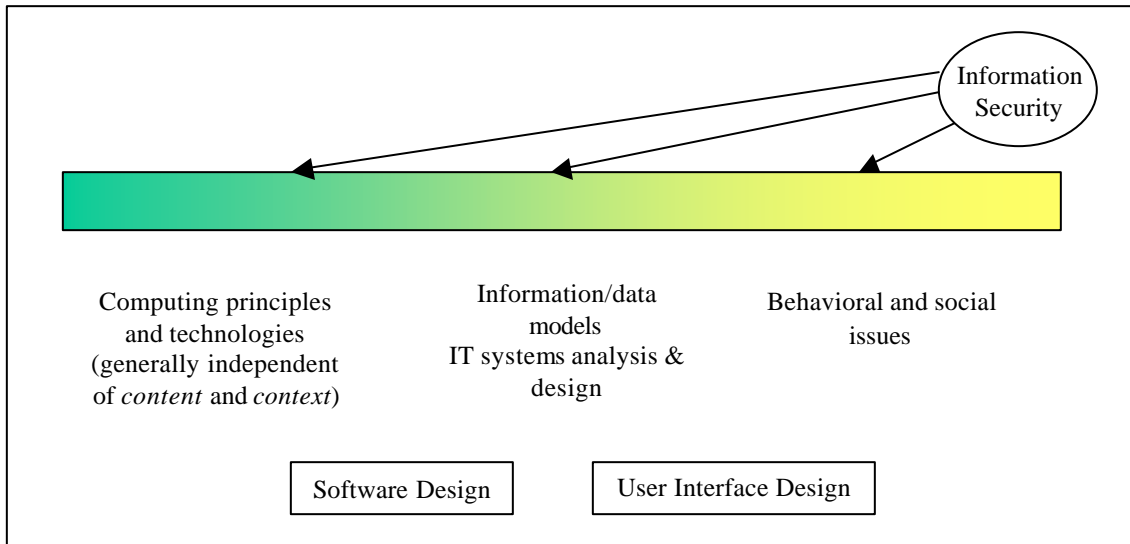 Information
Security
Computing principles
and technologies
(generally independent
of content and context)
Information/data
models
IT systems analysis &
design
Behavioral and social
issues
Software Design
User Interface Design